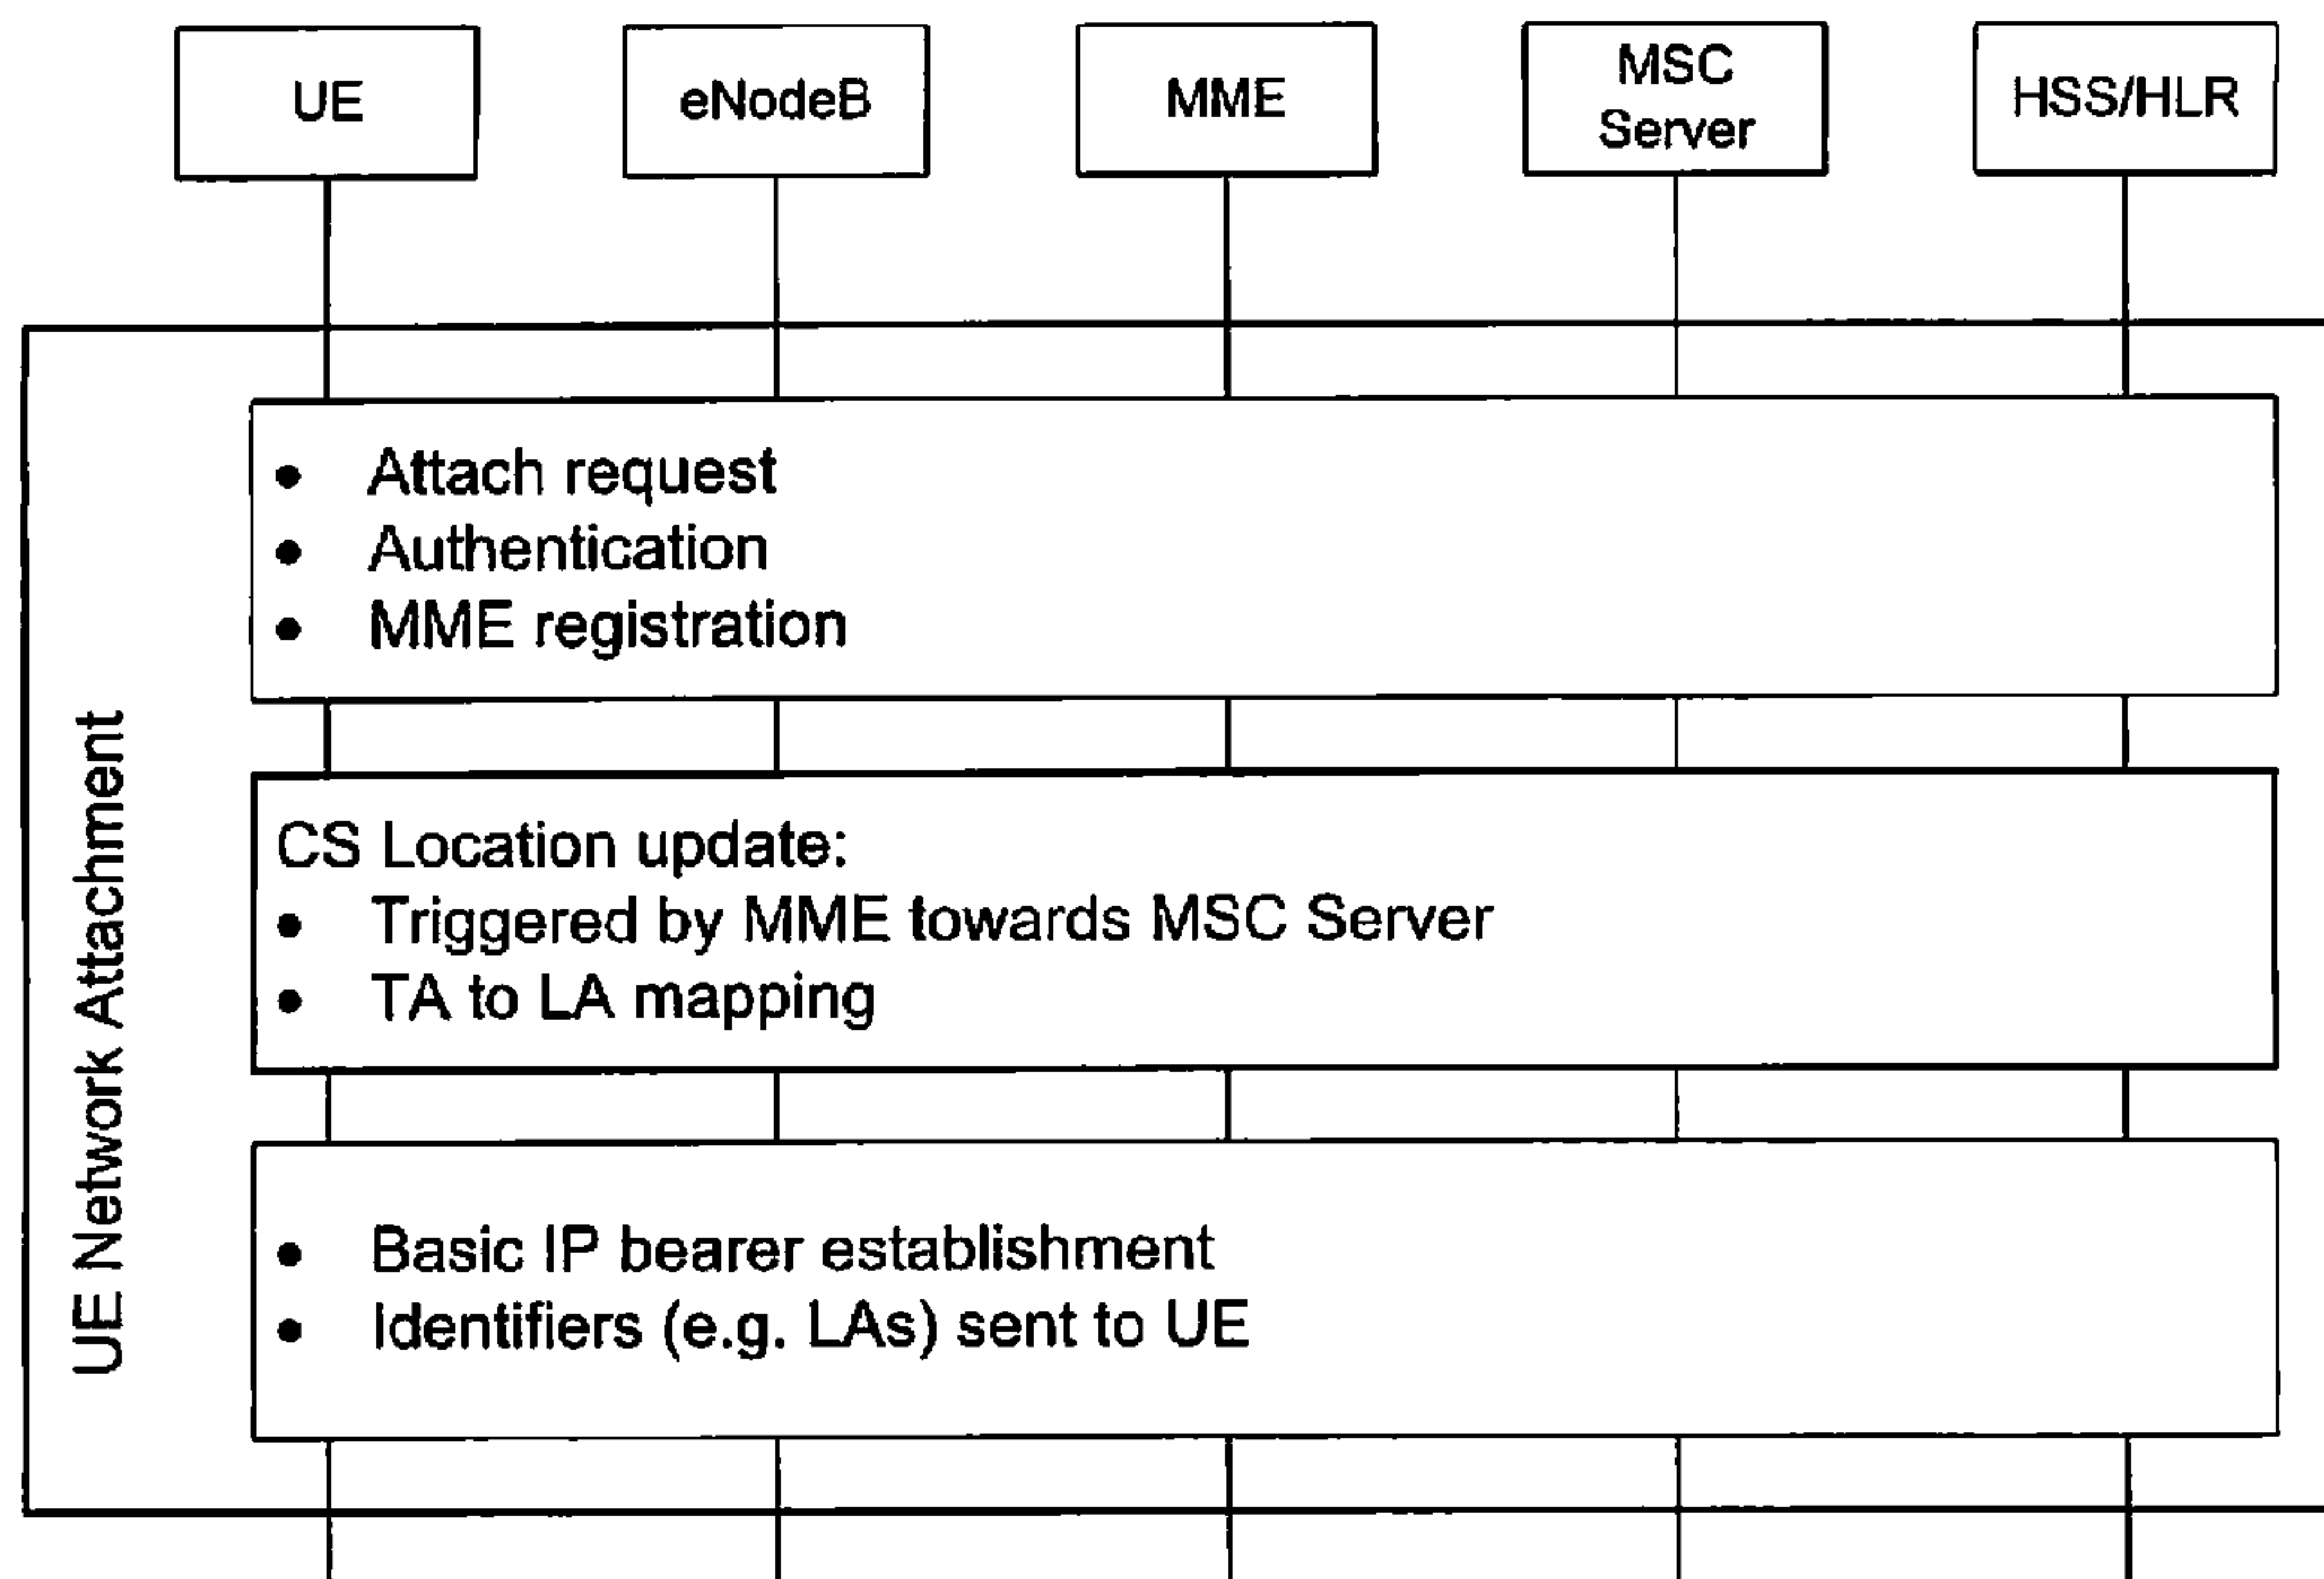 UE
eNodeB
MME
MSC
Server
HSS/HLR
UE Network Attachment
• Attach request
• Authentication
• MME registration
CS Location update:
• Triggered by MME towards MSC Server
• TA to LA mapping
• Basic IP bearer establishment
• Identifiers (e.g. LAs) sent to UE